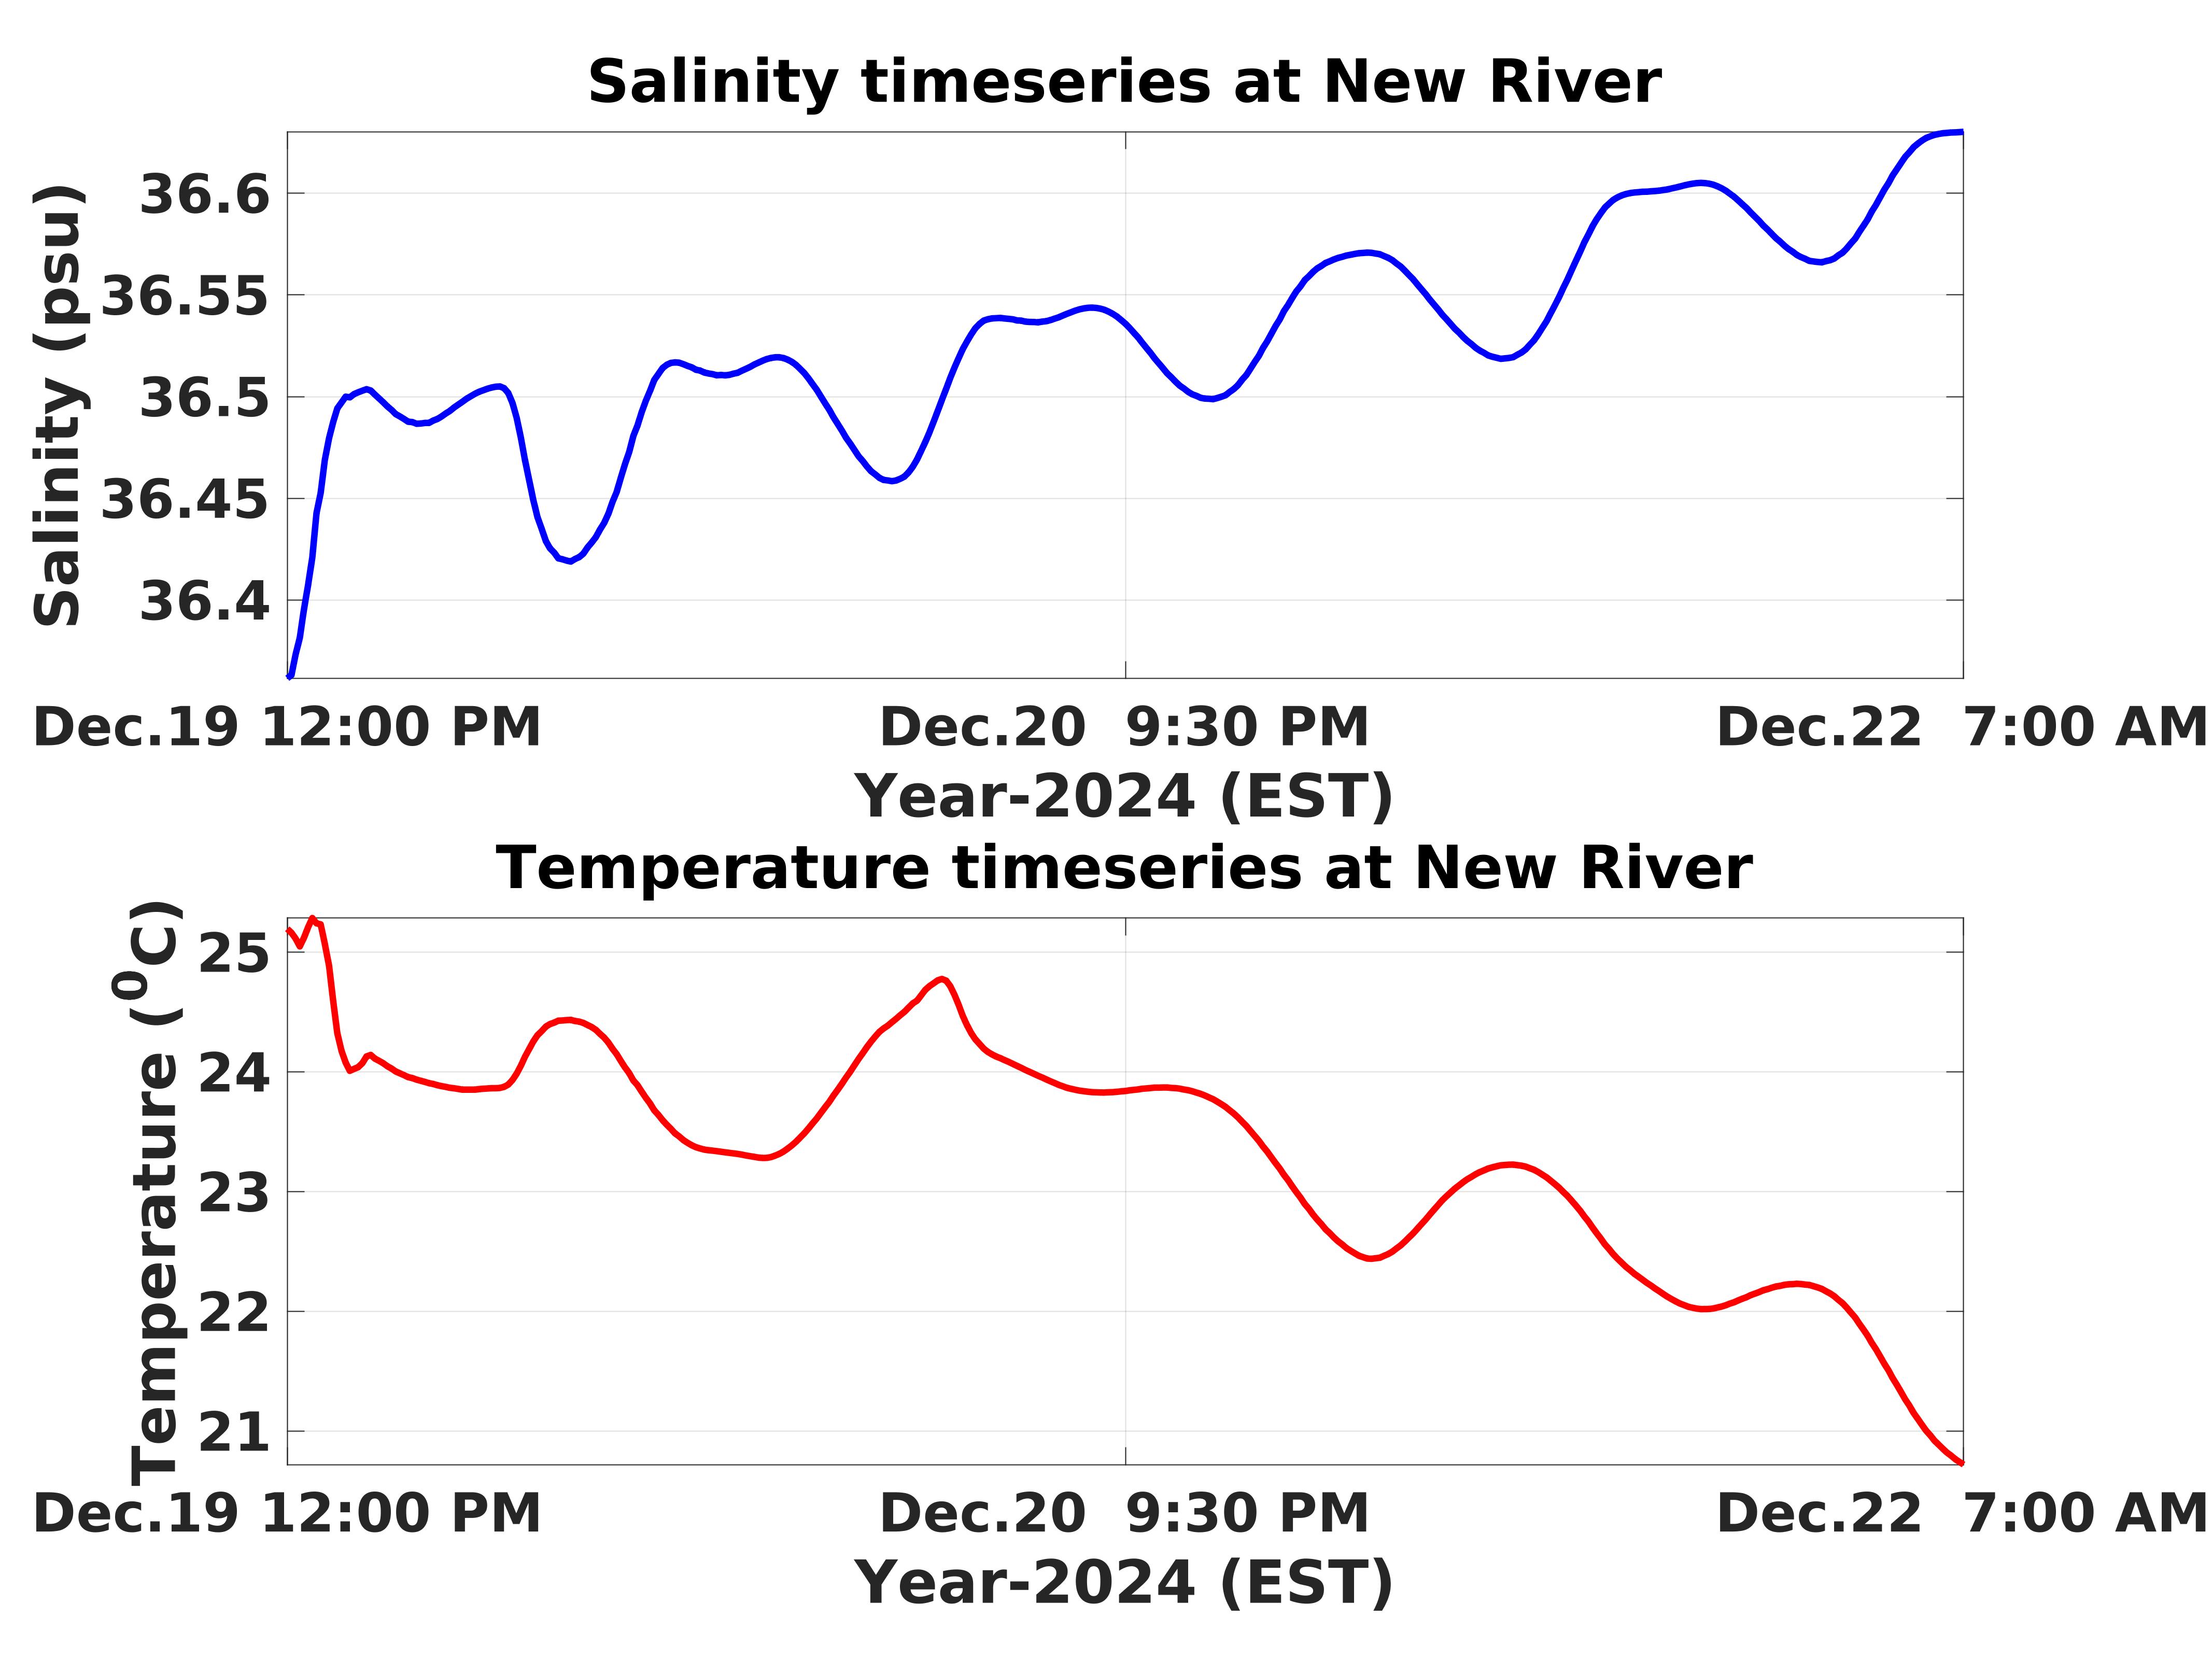 Salinity timeseries at New River
Salinity (psu)
36.6
36.55
36.5
36.45
36.4
Dec.19 12:00 PM
Dec.20  9:30 PM
Dec.22  7:00 AM
Year-2024 (EST)
Temperature timeseries at New River
Temperature (⁰C)
25
24
23
22
21
Dec.19 12:00 PM
Dec.20  9:30 PM
Dec.22  7:00 AM
Year-2024 (EST)